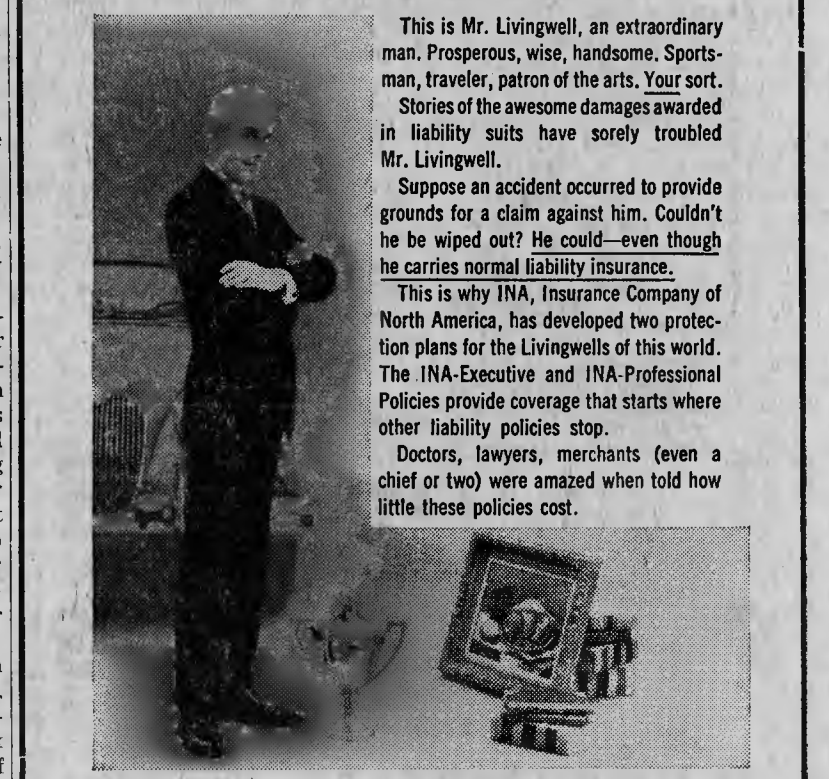 This is Mr. Livingwell, an extraordinary
man. Prosperous, wise, handsome. Sports-
man, traveler, patron of the arts. Your sort.
Stories of the awesome damages awarded
in liability suits have sorely troubled
Mr. Livingwell.
Suppose an accident occurred to provide
grounds for a claim against him. Couldn't
he be wiped out? He could—even though
he carries normal liability insurance.
This is why INA, Insurance Company of
North America, has developed two protec-
tion plans for the Livingwells of this world.
The INA-Executive and INA-Professional
Policies provide coverage that starts where
other liability policies stop.
Doctors, lawyers, merchants (even a
chief or two) were amazed when told how
little these policies cost.